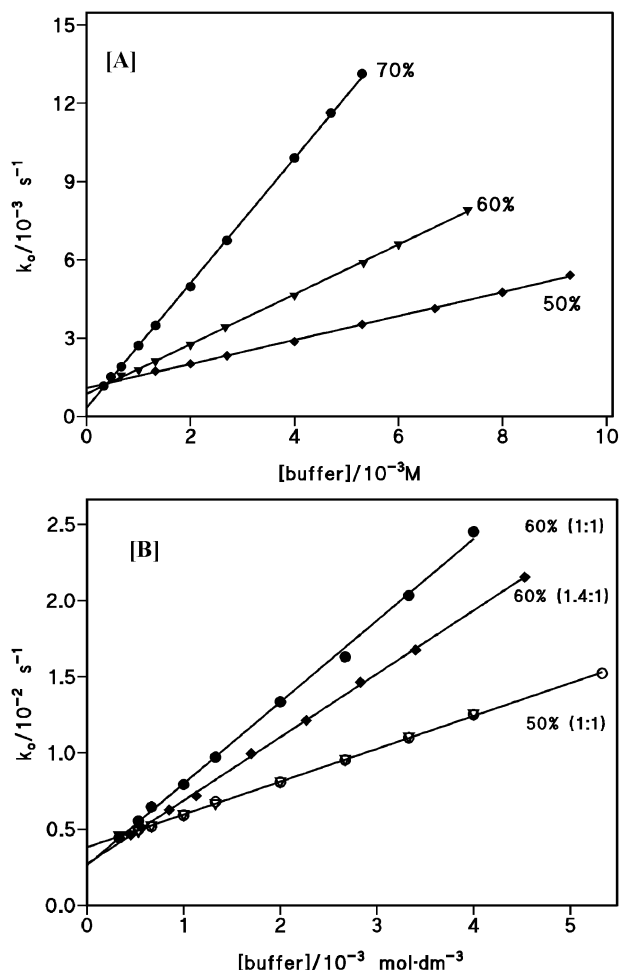 [A]
15
12
9
6
3
0
kₒ/10⁻³ s⁻¹
70%
60%
50%
0 2 4 6 8 10
[buffer]/10⁻³M
[B]
2.5
2.0
1.5
1.0
0.5
0.0
kₒ/10⁻² s⁻¹
60% (1:1)
60% (1.4:1)
50% (1:1)
0 1 2 3 4 5
[buffer]/10⁻³ mol·dm⁻³